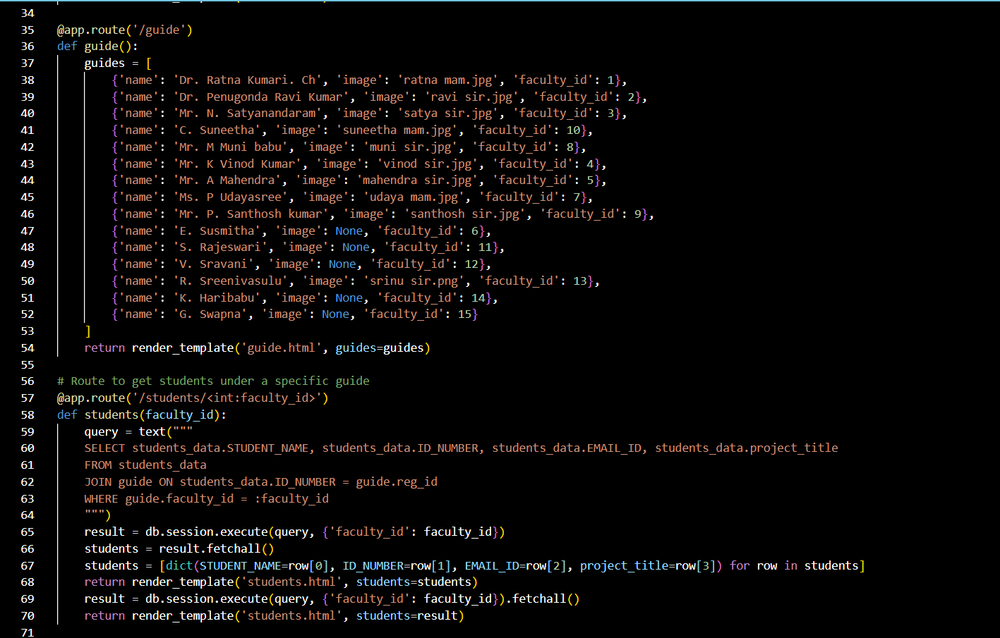 34
35 @app.route('/guide')
36 def guide():
37     guides = [
38         {'name': 'Dr. Ratna Kumari. Ch', 'image': 'ratna mam.jpg', 'faculty_id': 1},
39         {'name': 'Dr. Penugonda Ravi Kumar', 'image': 'ravi sir.jpg', 'faculty_id': 2},
40         {'name': 'Mr. N. Satyanandaram', 'image': 'satya sir.jpg', 'faculty_id': 3},
41         {'name': 'C. Suneetha', 'image': 'suneetha mam.jpg', 'faculty_id': 10},
42         {'name': 'Mr. M Muni babu', 'image': 'muni sir.jpg', 'faculty_id': 8},
43         {'name': 'Mr. K Vinod Kumar', 'image': 'vinod sir.jpg', 'faculty_id': 4},
44         {'name': 'Mr. A Mahendra', 'image': 'mahendra sir.jpg', 'faculty_id': 5},
45         {'name': 'Ms. P Udayasree', 'image': 'udaya mam.jpg', 'faculty_id': 7},
46         {'name': 'Mr. P. Santhosh kumar', 'image': 'santhosh sir.jpg', 'faculty_id': 9},
47         {'name': 'E. Susmitha', 'image': None, 'faculty_id': 6},
48         {'name': 'S. Rajeswari', 'image': None, 'faculty_id': 11},
49         {'name': 'V. Sravani', 'image': None, 'faculty_id': 12},
50         {'name': 'R. Sreenivasulu', 'image': 'srinu sir.png', 'faculty_id': 13},
51         {'name': 'K. Haribabu', 'image': None, 'faculty_id': 14},
52         {'name': 'G. Swapna', 'image': None, 'faculty_id': 15}
53     ]
54     return render_template('guide.html', guides=guides)
55
56 # Route to get students under a specific guide
57 @app.route('/students/<int:faculty_id>')
58 def students(faculty_id):
59     query = text("""
60     SELECT students_data.STUDENT_NAME, students_data.ID_NUMBER, students_data.EMAIL_ID, students_data.project_title
61     FROM students_data
62     JOIN guide ON students_data.ID_NUMBER = guide.reg_id
63     WHERE guide.faculty_id = :faculty_id
64     """)
65     result = db.session.execute(query, {'faculty_id': faculty_id})
66     students = result.fetchall()
67     students = [dict(STUDENT_NAME=row[0], ID_NUMBER=row[1], EMAIL_ID=row[2], project_title=row[3]) for row in students]
68     return render_template('students.html', students=students)
69     result = db.session.execute(query, {'faculty_id': faculty_id}).fetchall()
70     return render_template('students.html', students=result)
71